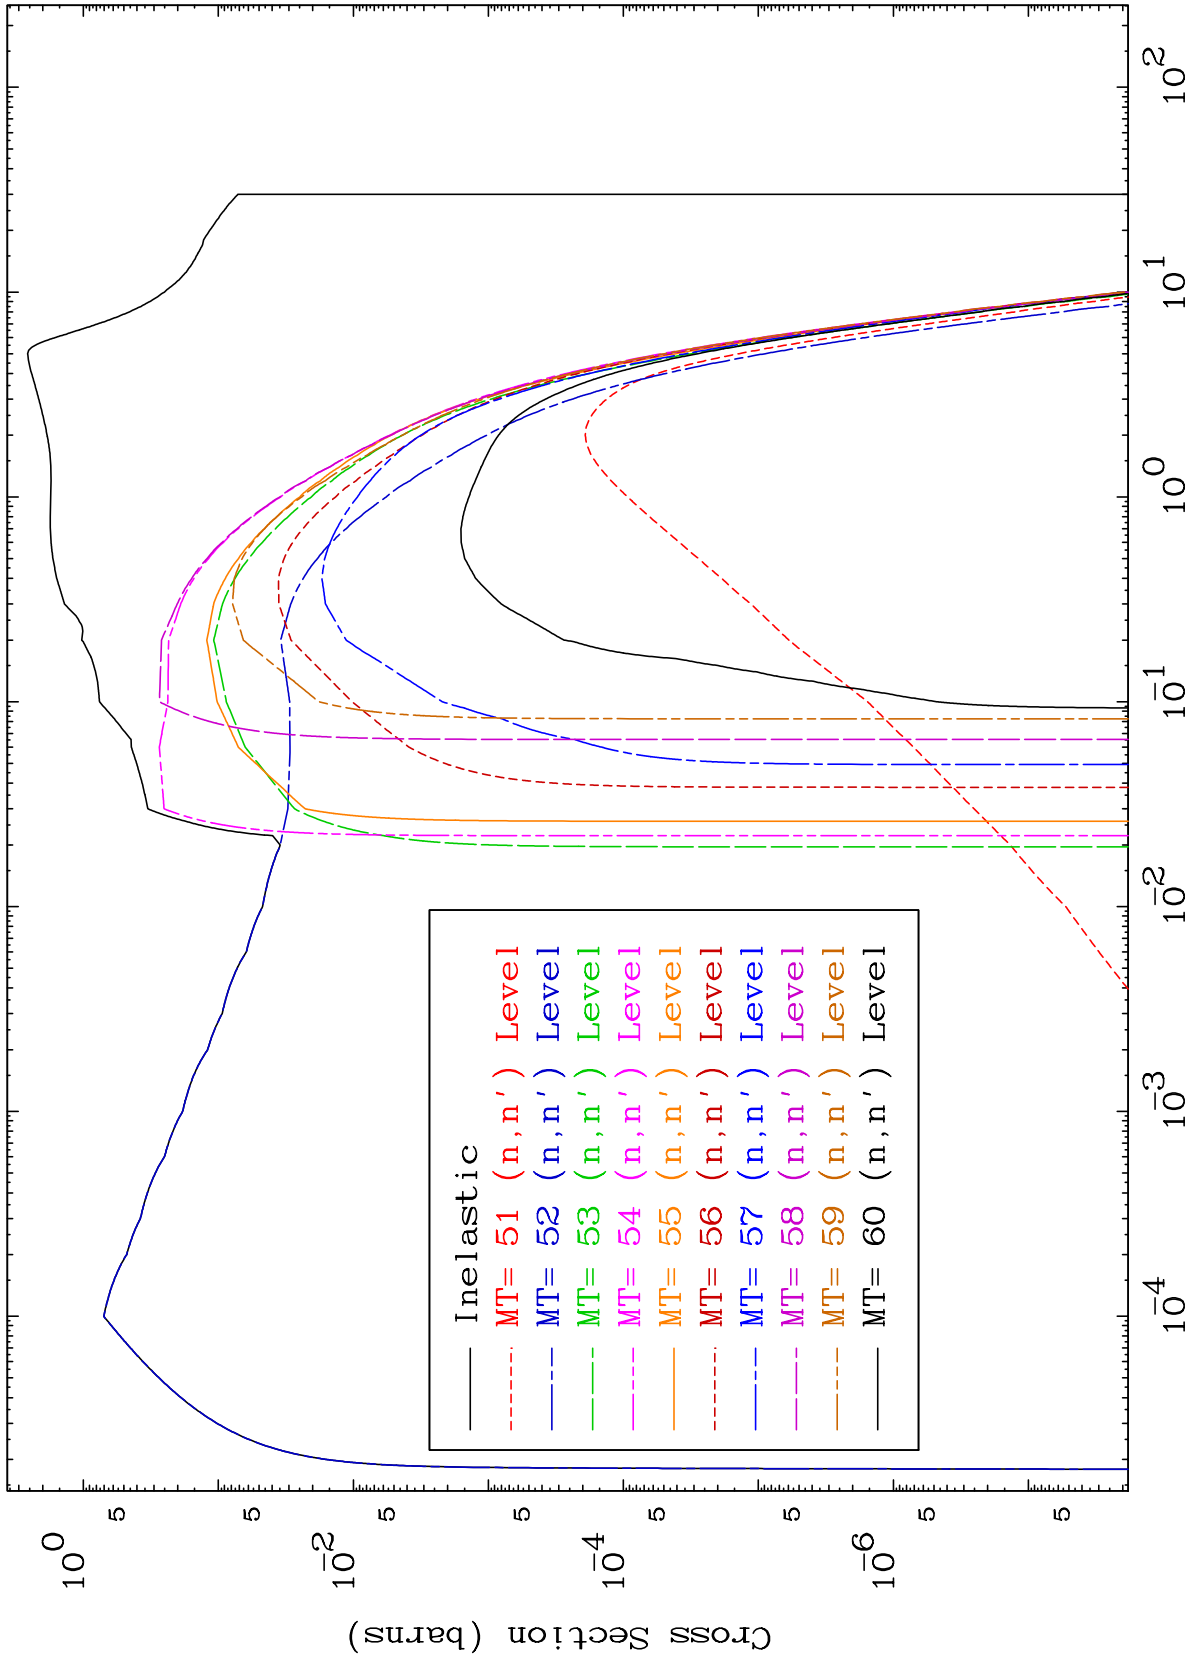 Cross Section (barns)
10^0
5
10^-2
5
5
10^-4
5
5
10^-6
5
Inelastic
MT= 51 (n,n') Level
MT= 52 (n,n') Level
MT= 53 (n,n') Level
MT= 54 (n,n') Level
MT= 55 (n,n') Level
MT= 56 (n,n') Level
MT= 57 (n,n') Level
MT= 58 (n,n') Level
MT= 59 (n,n') Level
MT= 60 (n,n') Level
10^-4
10^-3
10^-2
10^-1
10^0
10^1
10^2